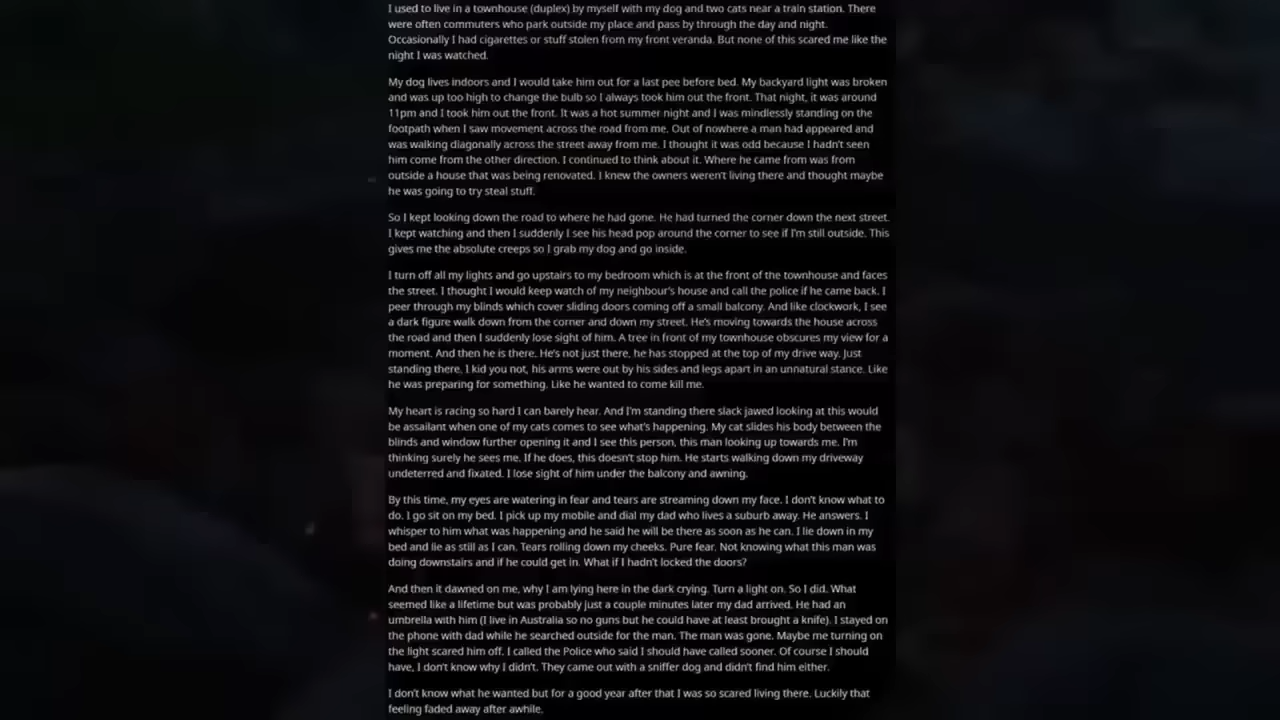 I used to live in a townhouse (duplex) by myself with my dog and two cats near a train station. There
were often commuters who park outside my place and pass by through the day and night.
Occasionally I had cigarettes or stuff stolen from my front veranda. But none of this scared me like the
night I was watched.
My dog lives indoors and I would take him out for a last pee before bed. My backyard light was broken
and was up too high to change the bulb so I always took him out the front. That night, it was around
11pm and I took him out the front. It was a hot summer night and I was mindlessly standing on the
footpath when I saw movement across the road from me. Out of nowhere a man had appeared and
was walking diagonally across the street away from me. I thought it was odd because I hadn't seen
him come from the other direction. I continued to think about it. Where he came from was from
outside a house that was being renovated. I knew the owners weren't living there and thought maybe
he was going to try steal stuff.
So I kept looking down the road to where he had gone. He had turned the corner down the next street.
I kept watching and then I suddenly I see his head pop around the corner to see if I'm still outside. This
gives me the absolute creeps so I grab my dog and go inside.
I turn off all my lights and go upstairs to my bedroom which is at the front of the townhouse and faces
the street. I thought I would keep watch of my neighbour's house and call the police if he came back. I
peer through my blinds which cover sliding doors coming off a small balcony. And like clockwork, I see
a dark figure walk down from the corner and down my street. He's moving towards the house across
the road and then I suddenly lose sight of him. A tree in front of my townhouse obscures my view for a
moment. And then he is there. He's not just there, he has stopped at the top of my drive way. Just
standing there. I kid you not, his arms were out by his sides and legs apart in an unnatural stance. Like
he was preparing for something. Like he wanted to come kill me.
My heart is racing so hard I can barely hear. And I'm standing there slack jawed looking at this would
be assailant when one of my cats comes to see what's happening. My cat slides his body between the
blinds and window further opening it and I see this person, this man looking up towards me. I'm
thinking surely he sees me. If he does, this doesn't stop him. He starts walking down my driveway
undeterred and fixated. I lose sight of him under the balcony and awning.
By this time, my eyes are watering in fear and tears are streaming down my face. I don't know what to
do. I go sit on my bed. I pick up my mobile and dial my dad who lives a suburb away. He answers. I
whisper to him what was happening and he said he will be there as soon as he can. I lie down in my
bed and lie as still as I can. Tears rolling down my cheeks. Pure fear. Not knowing what this man was
doing downstairs and if he could get in. What if I hadn't locked the doors?
And then it dawned on me, why I am lying here in the dark crying. Turn a light on. So I did. What
seemed like a lifetime but was probably just a couple minutes later my dad arrived. He had an
umbrella with him (I live in Australia so no guns but he could have at least brought a knife). I stayed on
the phone with dad while he searched outside for the man. The man was gone. Maybe me turning on
the light scared him off. I called the Police who said I should have called sooner. Of course I should
have, I don't know why I didn't. They came out with a sniffer dog and didn't find him either.
I don't know what he wanted but for a good year after that I was so scared living there. Luckily that
feeling faded away after awhile.